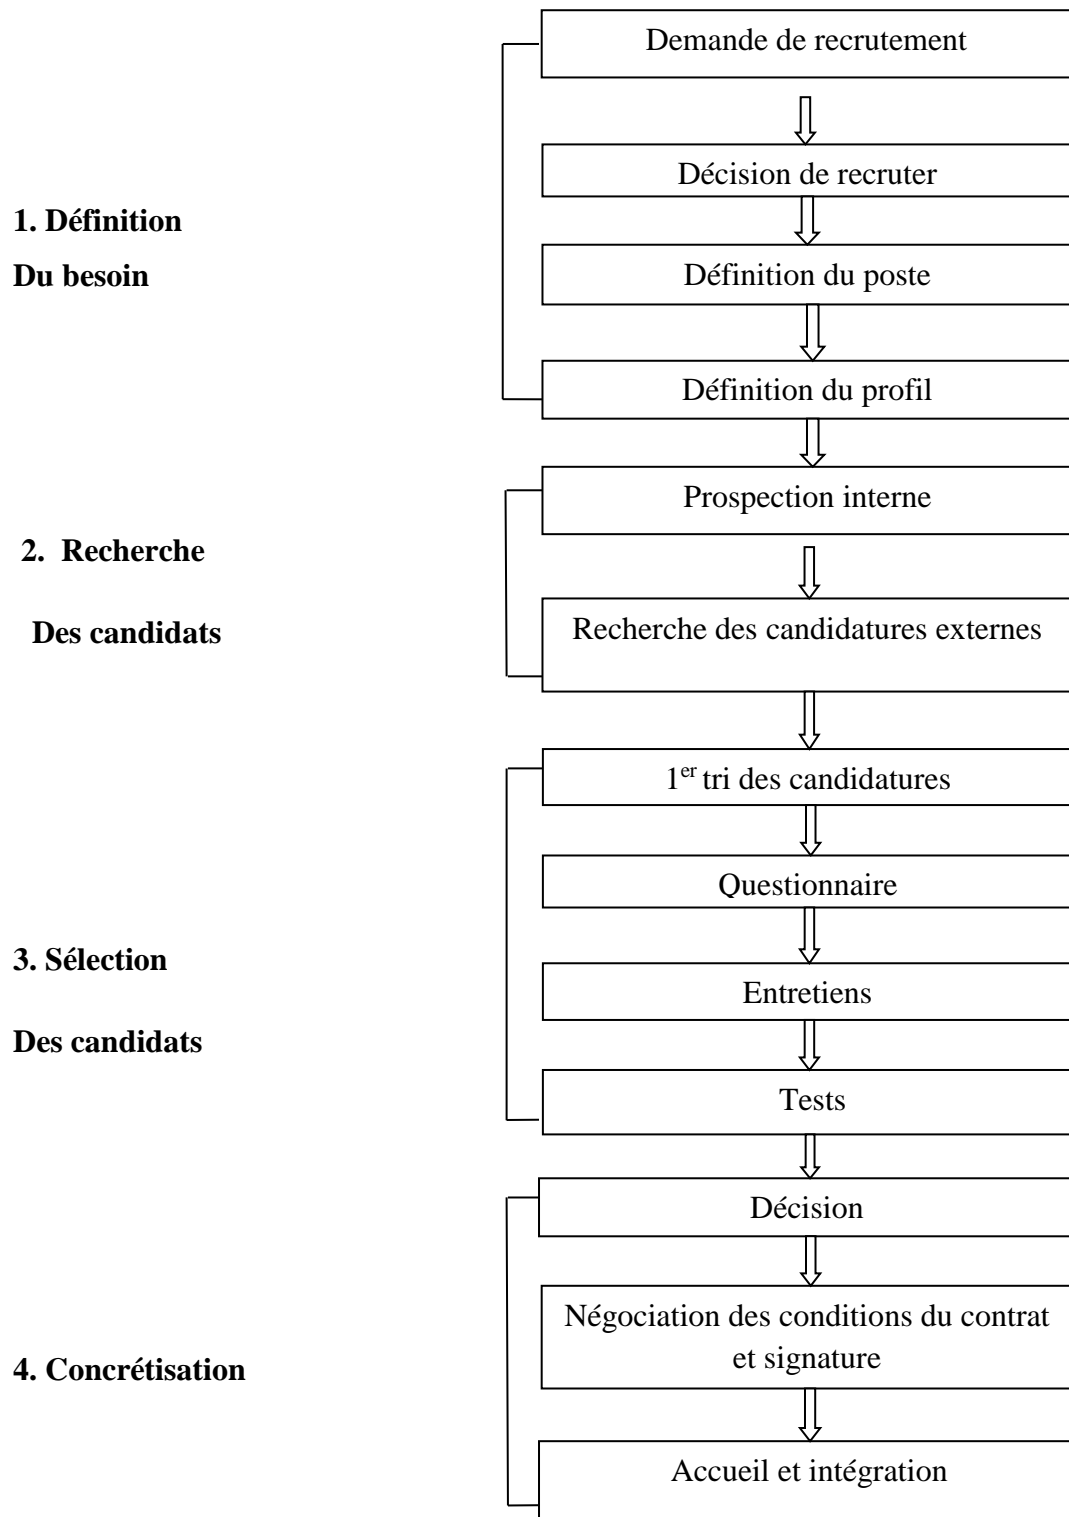 Demande de recrutement
Décision de recruter
1. Définition
Du besoin
Définition du poste
Définition du profil
Prospection interne
2. Recherche
Des candidats
Recherche des candidatures externes
1er tri des candidatures
Questionnaire
3. Sélection
Des candidats
Entretiens
Tests
Décision
Négociation des conditions du contrat
et signature
4. Concrétisation
Accueil et intégration